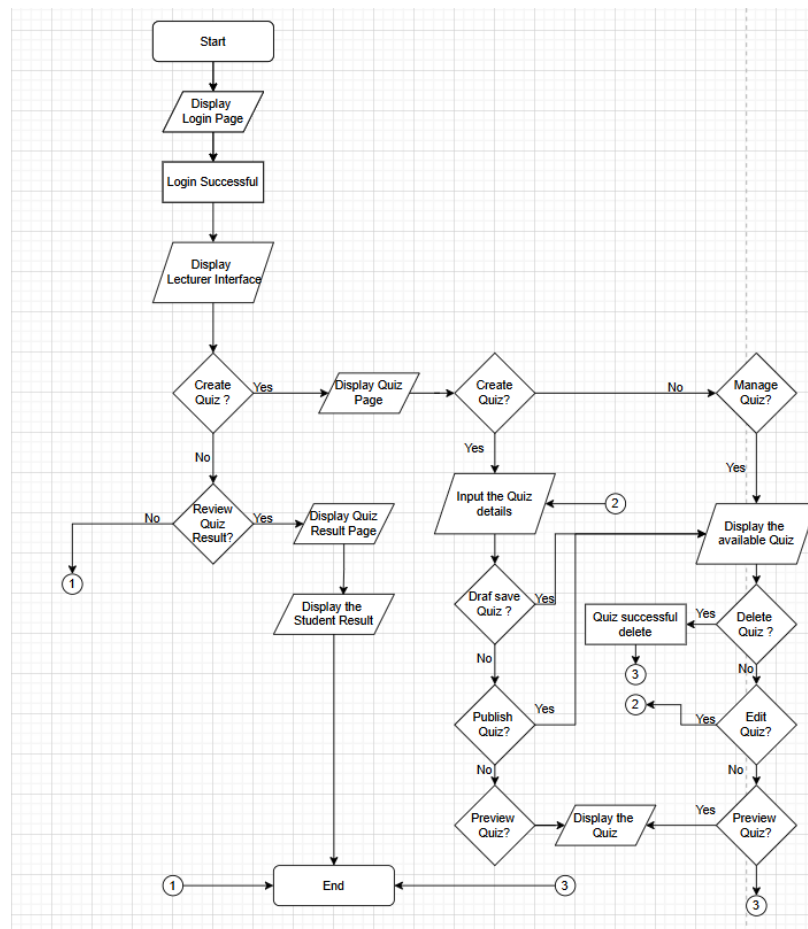 Start
Display
Login Page
Login Successful
Display
Lecturer Interface
Create
Quiz ?
Yes
Display Quiz
Page
Create
Quiz?
No
Manage
Quiz?
No
Yes
Yes
Review
Quiz
Result?
No
Yes
Display Quiz
Result Page
Input the Quiz
details
2
Display the
available Quiz
1
Display the
Student Result
Draf save
Quiz ?
Yes
Quiz successful
delete
Yes
Delete
Quiz ?
No
3
No
2
Publish
Quiz?
Yes
Yes
Edit
Quiz?
No
No
Preview
Quiz?
Display the
Quiz
Yes
Preview
Quiz?
1
End
3
3